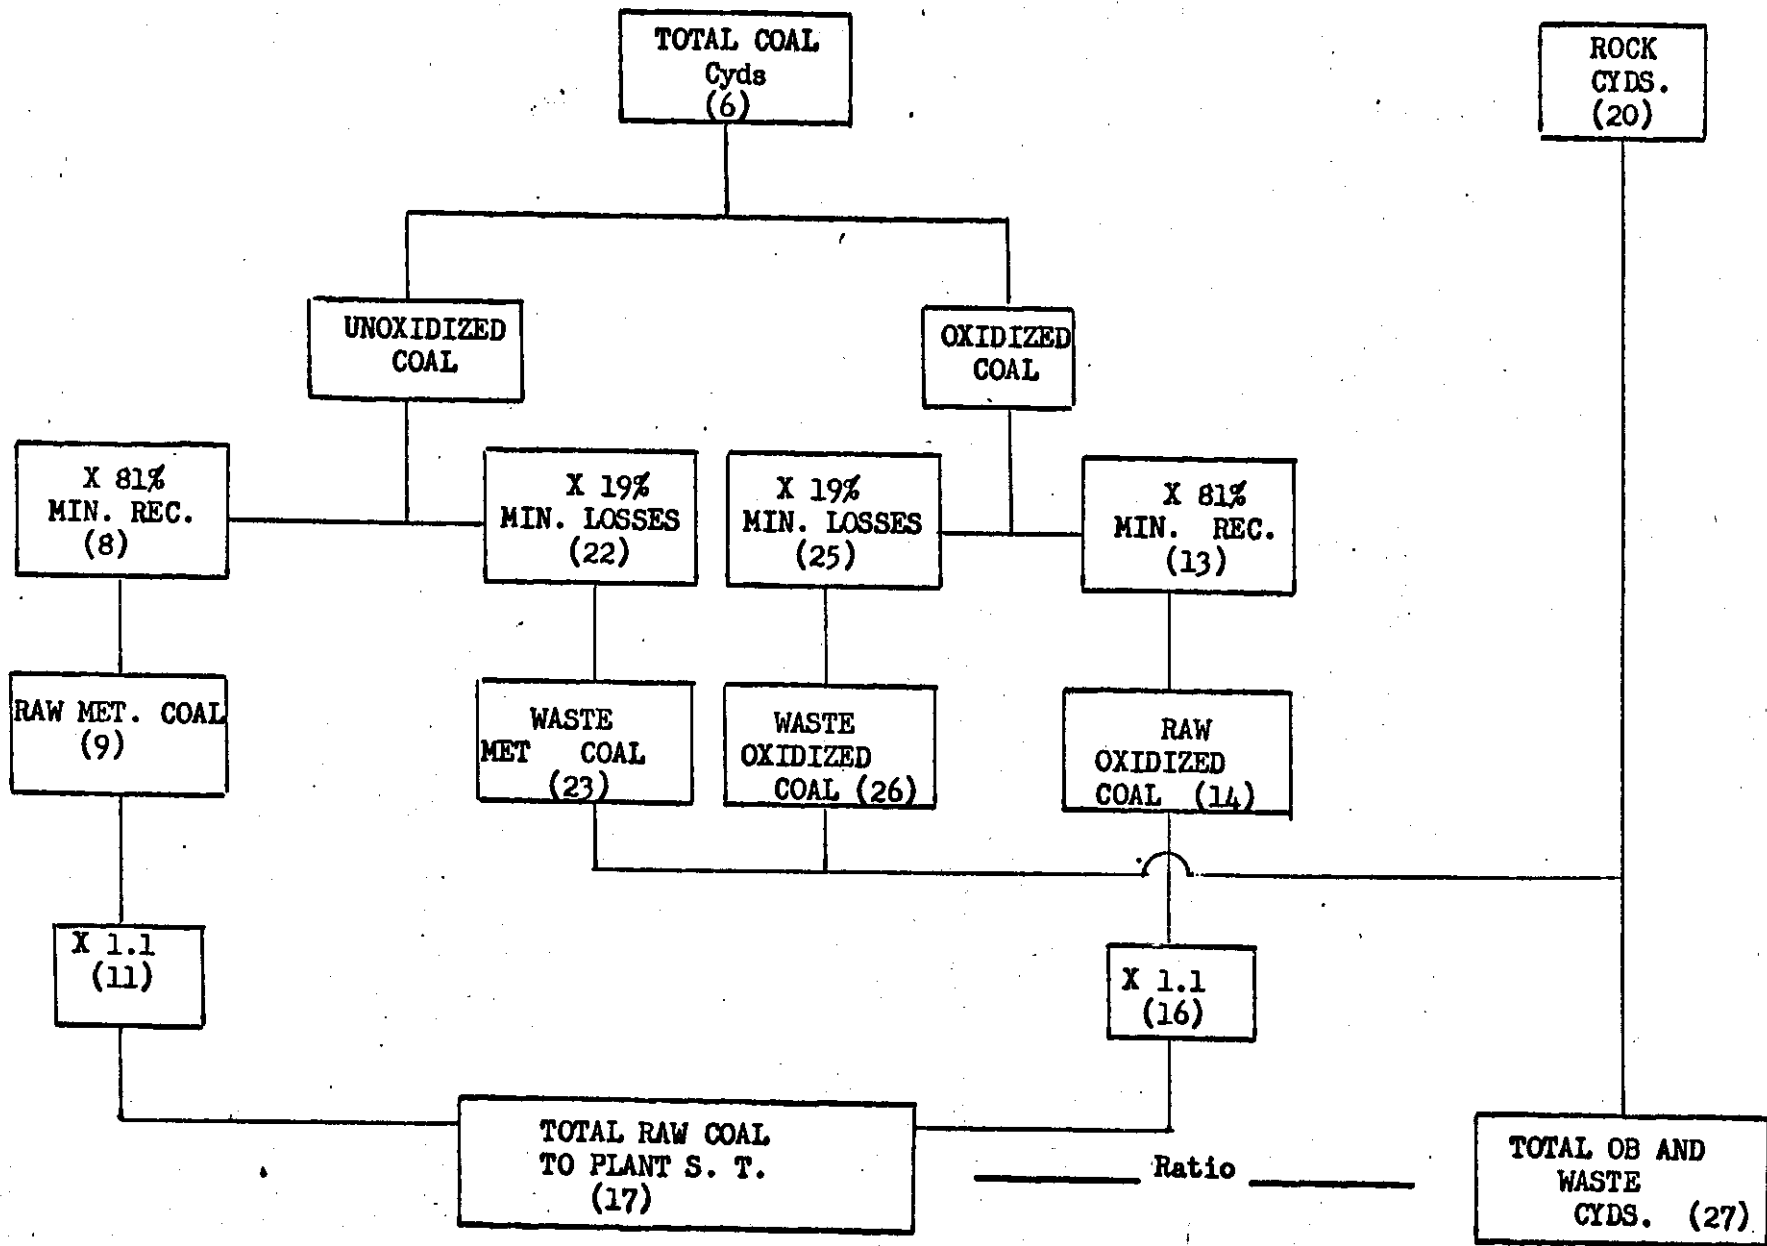 TOTAL COAL
Cyds
(6)
ROCK
CYDS.
(20)
UNOXIDIZED
COAL
OXIDIZED
COAL
X 81%
MIN. REC.
(8)
X 19%
MIN. LOSSES
(22)
X 19%
MIN. LOSSES
(25)
X 81%
MIN. REC.
(13)
RAW MET. COAL
(9)
WASTE
MET COAL
(23)
WASTE
OXIDIZED
COAL (26)
RAW
OXIDIZED
COAL (14)
X 1.1
(11)
X 1.1
(16)
TOTAL RAW COAL
TO PLANT S. T.
(17)
Ratio
TOTAL OB AND
WASTE
CYDS. (27)